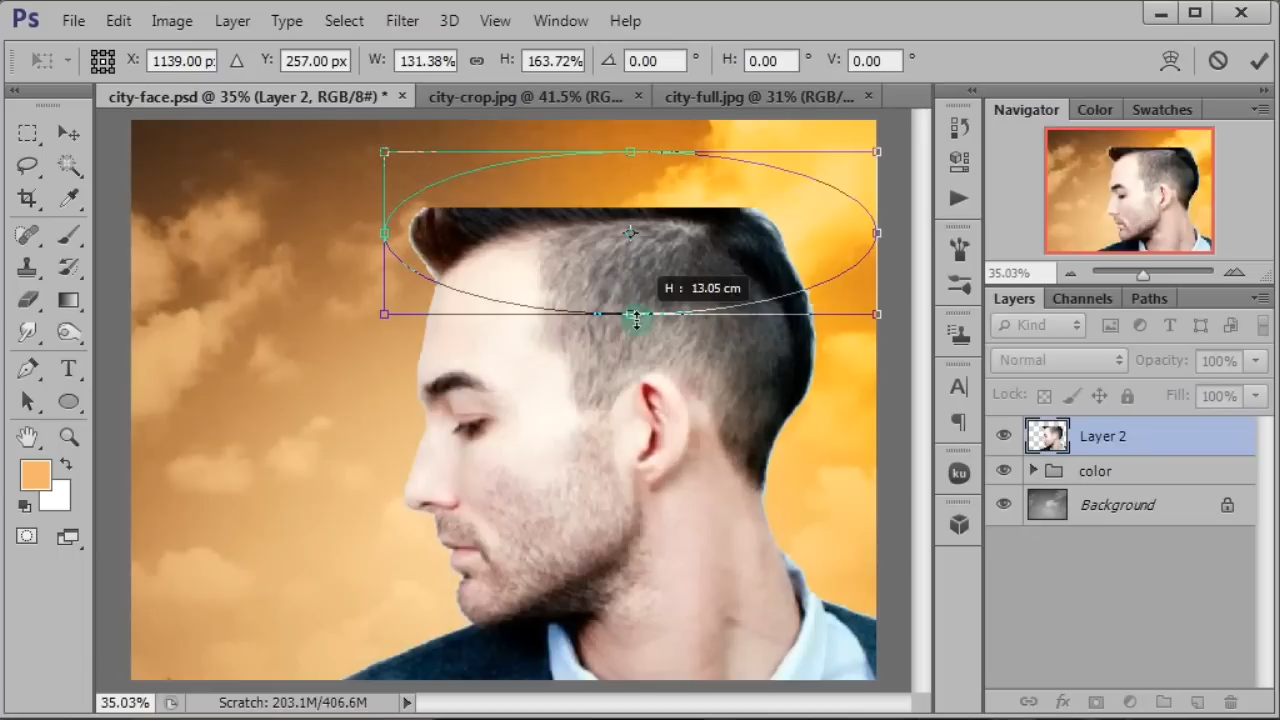 Ps File Edit Image Layer Type Select Filter 3D View Window Help
X: 1139.00 p: Y: 257.00 px W: 131.38% H: 163.72% 0.00 ° H: 0.00 V: 0.00 °
city-face.psd @ 35% (Layer 2, RGB/8#) * × city-crop.jpg @ 41.5% (RG... × city-full.jpg @ 31% (RGB/... ×
Navigator Color Swatches
35.03%
Layers Channels Paths
Kind
Normal Opacity: 100%
Lock: Fill: 100%
Layer 2
color
Background
H : 13.05 cm
T
A
ku
35.03% Scratch: 203.1M/406.6M
fx